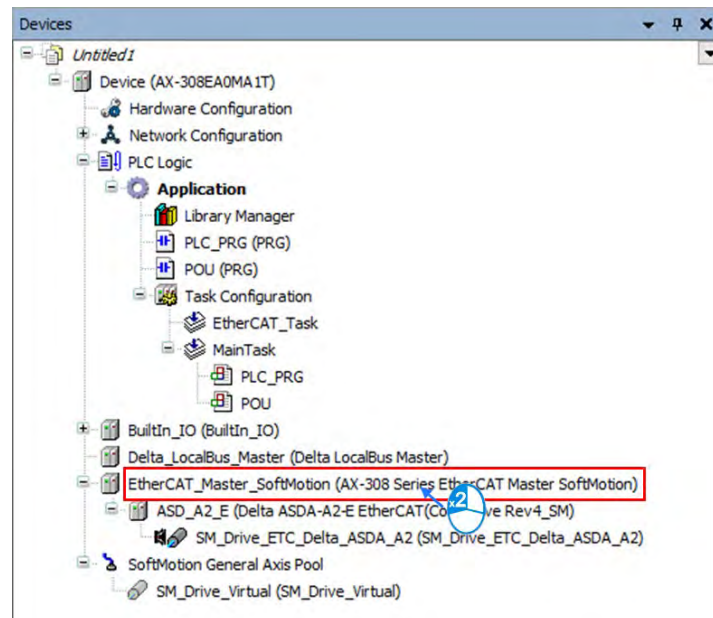 Devices
Untitled1
Device (AX-308EA0MA1T)
Hardware Configuration
Network Configuration
PLC Logic
Application
Library Manager
PLC_PRG (PRG)
POU (PRG)
Task Configuration
EtherCAT_Task
MainTask
PLC_PRG
POU
BuiltIn_IO (BuiltIn_IO)
Delta_LocalBus_Master (Delta LocalBus Master)
EtherCAT_Master_SoftMotion (AX-308 Series EtherCAT Master SoftMotion)
x2
ASD_A2_E (Delta ASDA-A2-E EtherCAT(Co ve Rev4_SM)
SM_Drive_ETC_Delta_ASDA_A2 (SM_Drive_ETC_Delta_ASDA_A2)
SoftMotion General Axis Pool
SM_Drive_Virtual (SM_Drive_Virtual)